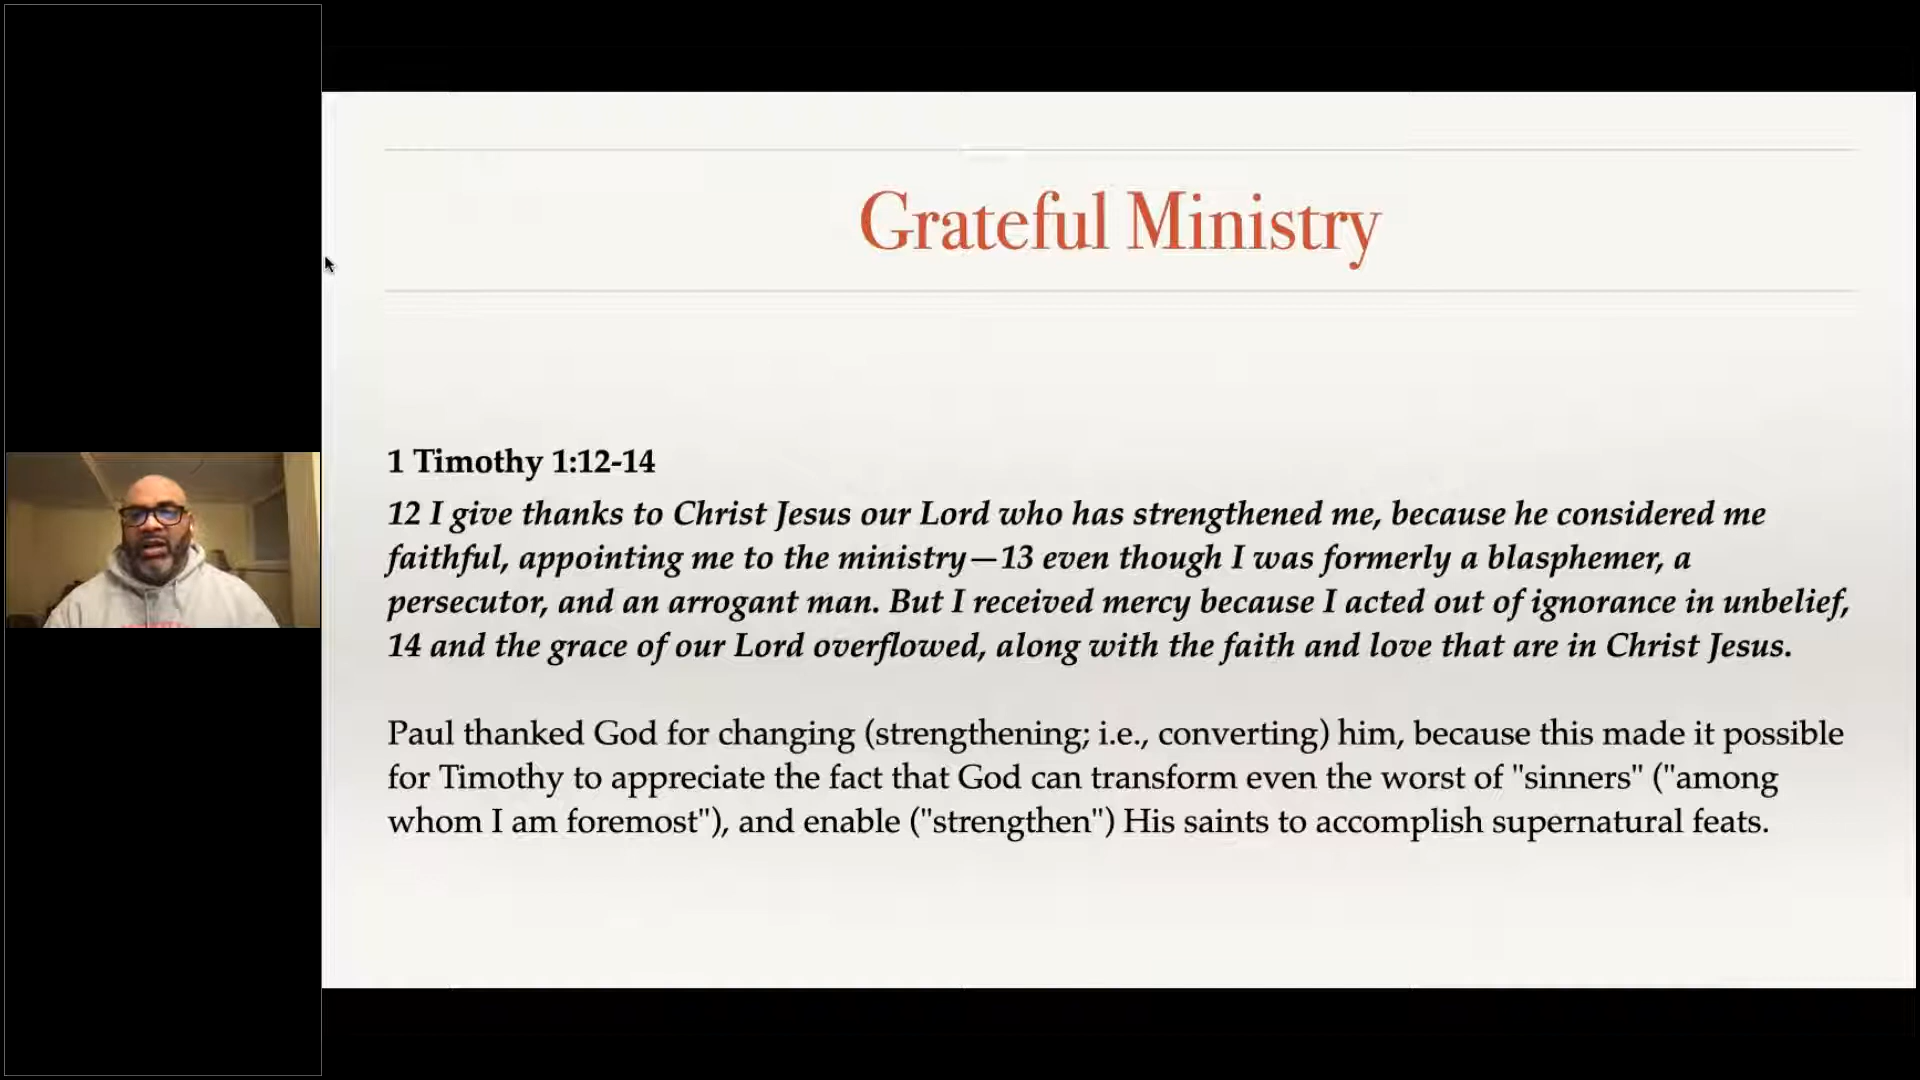 Grateful Ministry
1 Timothy 1:12-14
12 I give thanks to Christ Jesus our Lord who has strengthened me, because he considered me
faithful, appointing me to the ministry—13 even though I was formerly a blasphemer, a
persecutor, and an arrogant man. But I received mercy because I acted out of ignorance in unbelief,
14 and the grace of our Lord overflowed, along with the faith and love that are in Christ Jesus.
Paul thanked God for changing (strengthening; i.e., converting) him, because this made it possible
for Timothy to appreciate the fact that God can transform even the worst of "sinners" ("among
whom I am foremost"), and enable ("strengthen") His saints to accomplish supernatural feats.